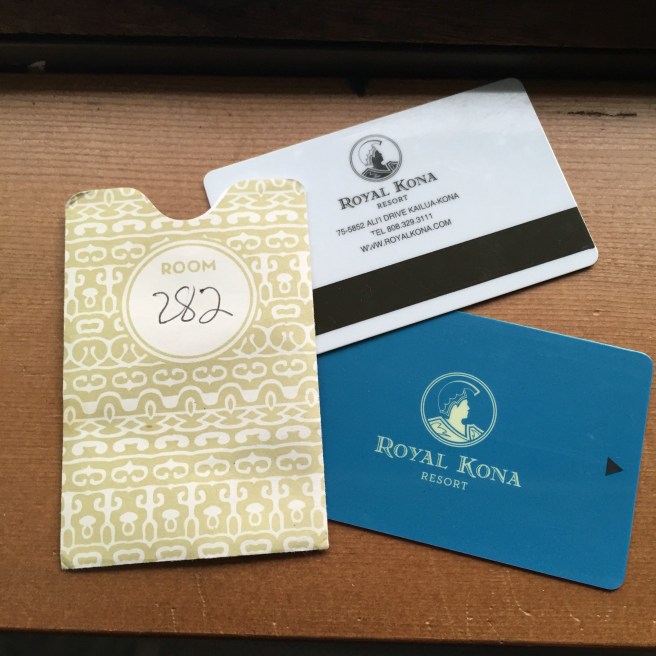 ROOM
282
ROYAL KONA
RESORT
75-5852 ALI'I DRIVE KAILUA-KONA
TEL 808.329.3111
WWW.ROYALKONA.COM
ROYAL KONA
RESORT